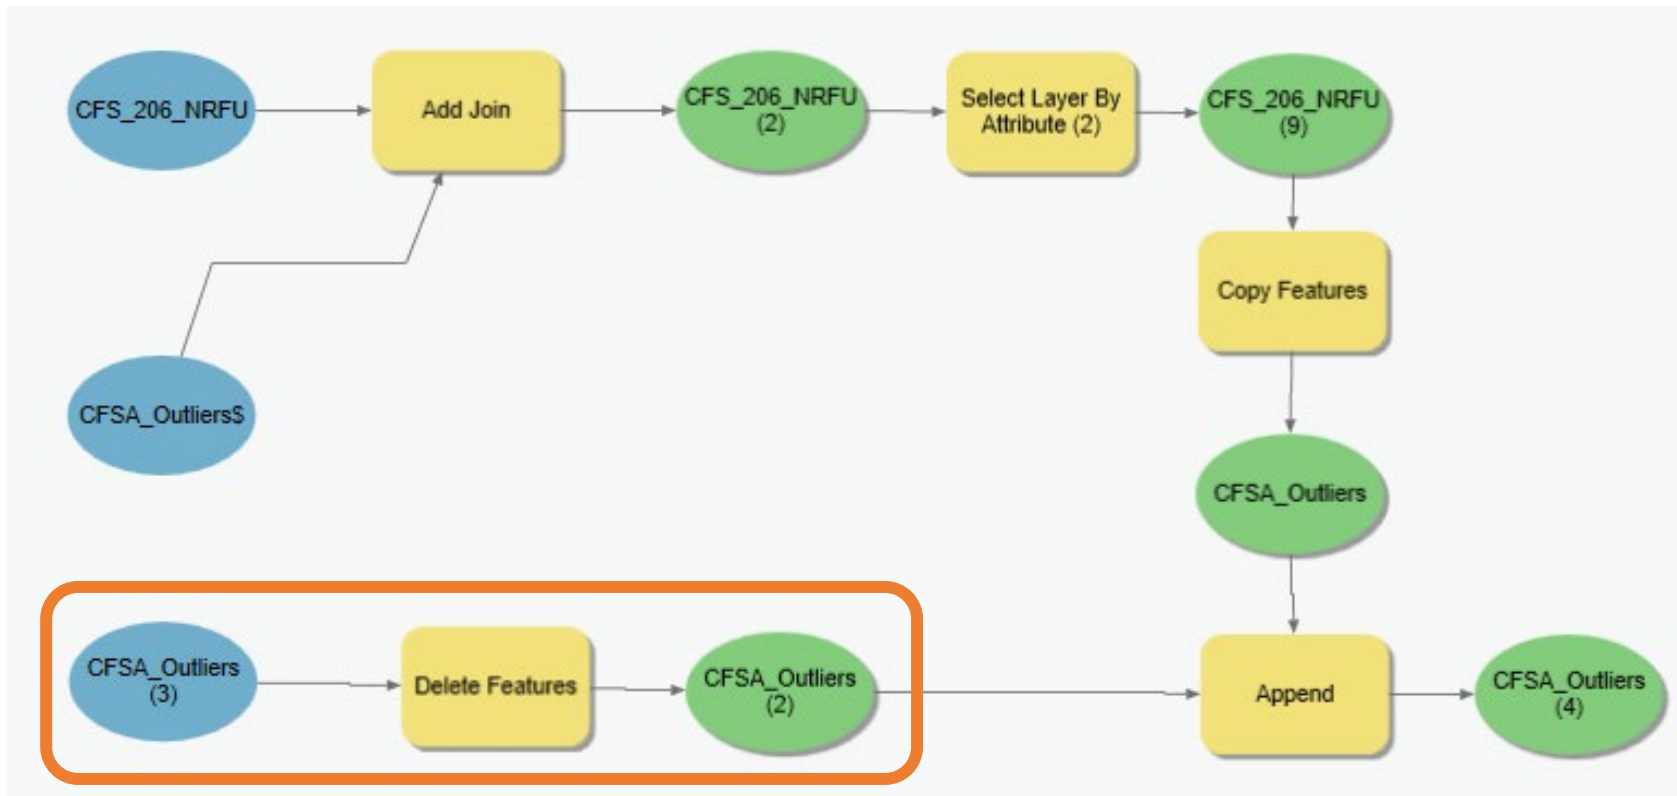 CFS_206_NRFU
Add Join
CFS_206_NRFU
(2)
Select Layer By
Attribute (2)
CFS_206_NRFU
(9)
Copy Features
CFSA_Outliers$
CFSA_Outliers
CFSA_Outliers
(3)
Delete Features
CFSA_Outliers
(2)
Append
CFSA_Outliers
(4)